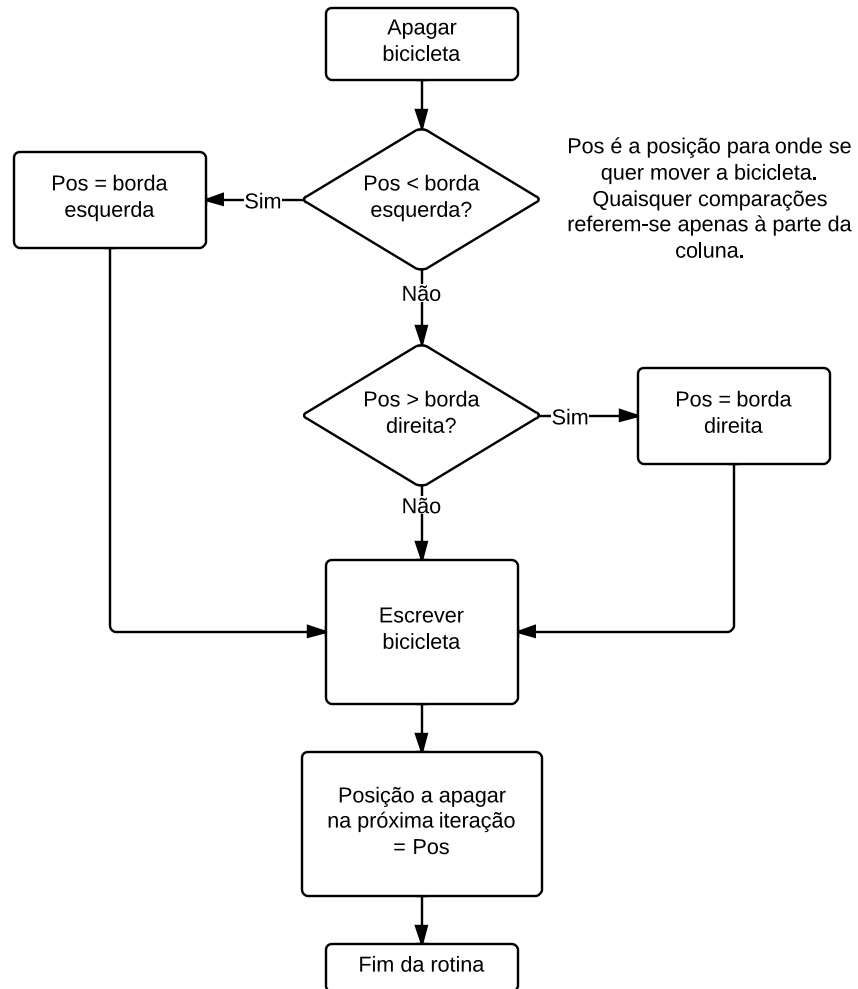 Apagar
bicicleta
Pos é a posição para onde se
quer mover a bicicleta.
Quaisquer comparações
referem-se apenas à parte da
coluna.
Pos < borda
esquerda?
Sim
Pos = borda
esquerda
Não
Pos > borda
direita?
Sim
Pos = borda
direita
Não
Escrever
bicicleta
Posição a apagar
na próxima iteração
= Pos
Fim da rotina